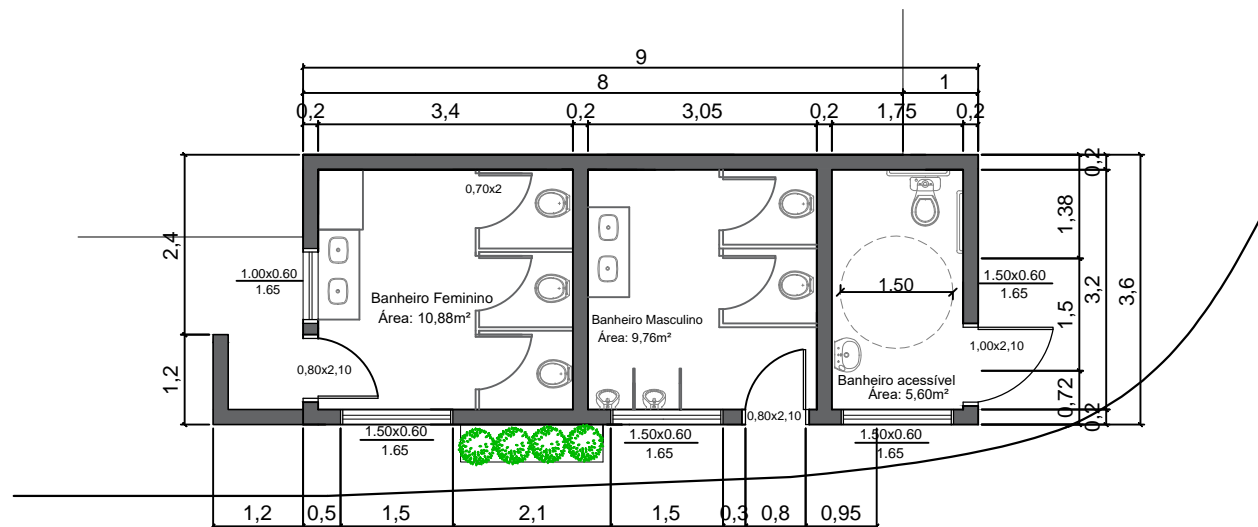 9
8
1
0,2
3,4
0,2
3,05
0,2
1,75
0,2
0,2
0,70x2
1,38
2,4
1.00x0.60
1.65
1.50
1.50x0.60
1.65
3,2
3,6
Banheiro Feminino
Área: 10,88m²
Banheiro Masculino
Área: 9,76m²
1,5
1,00x2,10
1,2
0,80x2,10
Banheiro acessível
Área: 5,60m²
0,72
0,80x2,10
0,2
1.50x0.60
1.65
1.50x0.60
1.65
1.50x0.60
1.65
1,2
0,5
1,5
2,1
1,5
0,3
0,8
0,95